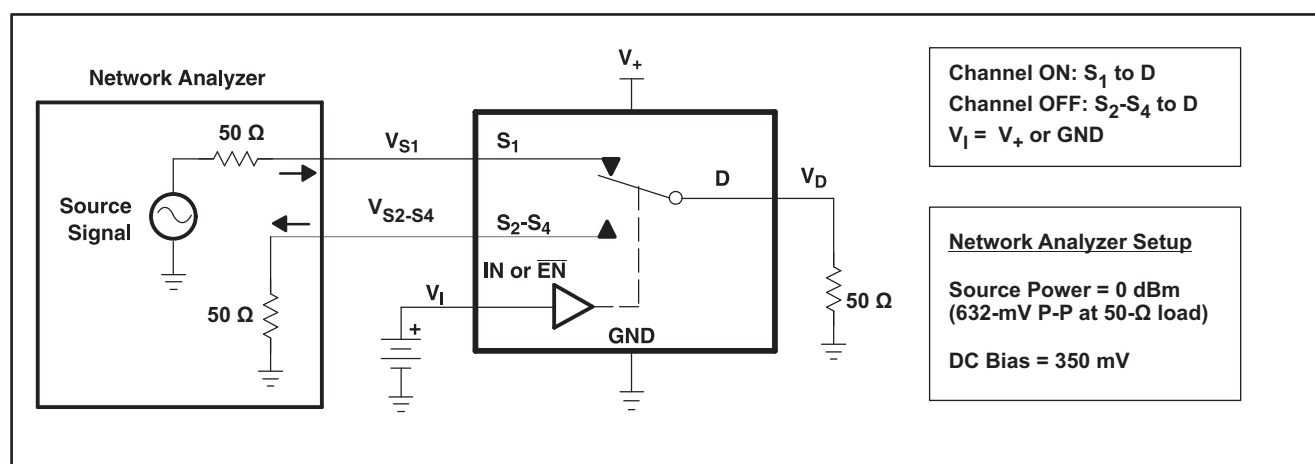 Network Analyzer
50 Ω
Source
Signal
50 Ω
V_S1
V_S2-S4
V_I
+
V_+
S_1
S_2-S_4
IN or E̅N̅
GND
D
V_D
50 Ω
Channel ON: S_1 to D
Channel OFF: S_2-S_4 to D
V_I = V_+ or GND
Network Analyzer Setup
Source Power = 0 dBm
(632-mV P-P at 50-Ω load)
DC Bias = 350 mV